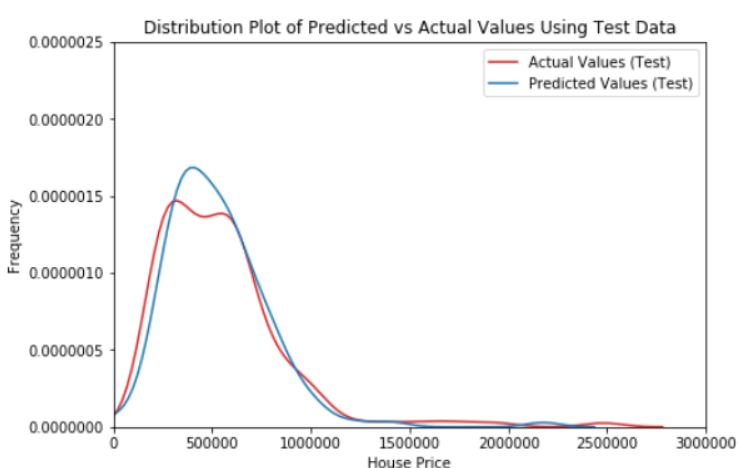 Distribution Plot of Predicted vs Actual Values Using Test Data
0.0000025
Actual Values (Test)
Predicted Values (Test)
0.0000020
0.0000015
0.0000010
0.0000005
0.0000000
Frequency
0 500000 1000000 1500000 2000000 2500000 3000000
House Price